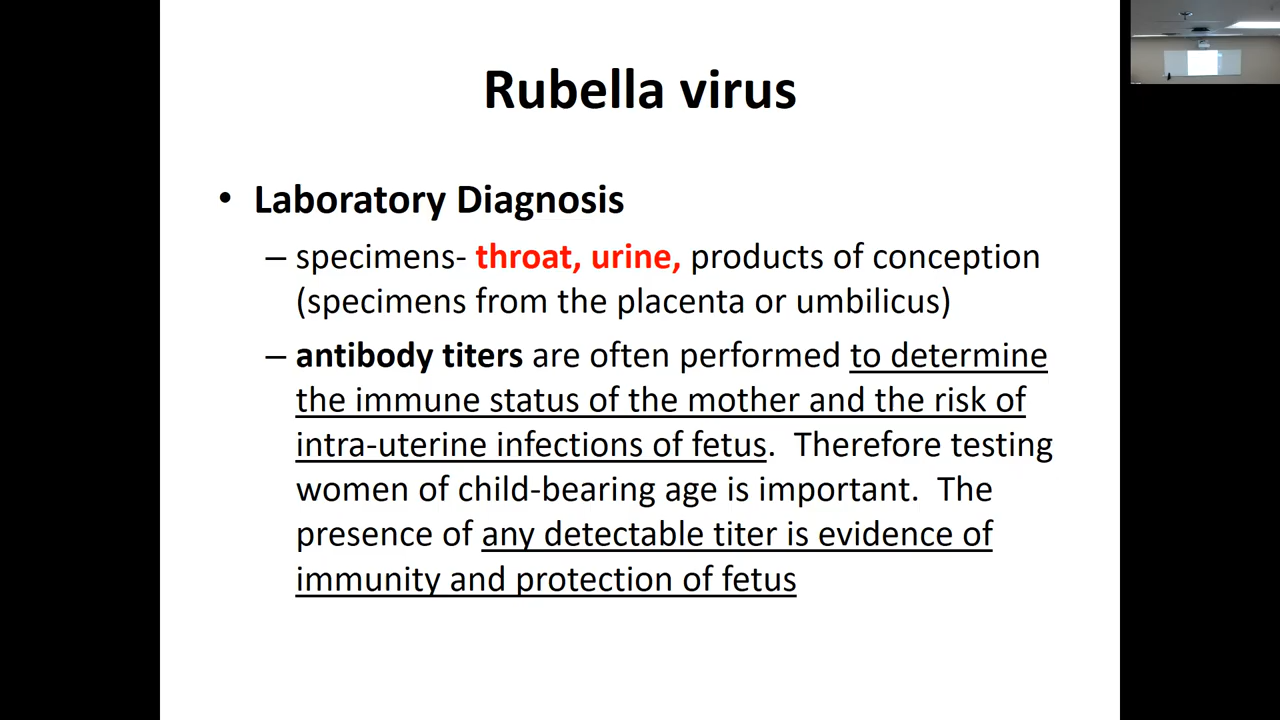 Rubella virus
• Laboratory Diagnosis
– specimens- throat, urine, products of conception
(specimens from the placenta or umbilicus)
– antibody titers are often performed to determine
the immune status of the mother and the risk of
intra-uterine infections of fetus.  Therefore testing
women of child-bearing age is important.  The
presence of any detectable titer is evidence of
immunity and protection of fetus